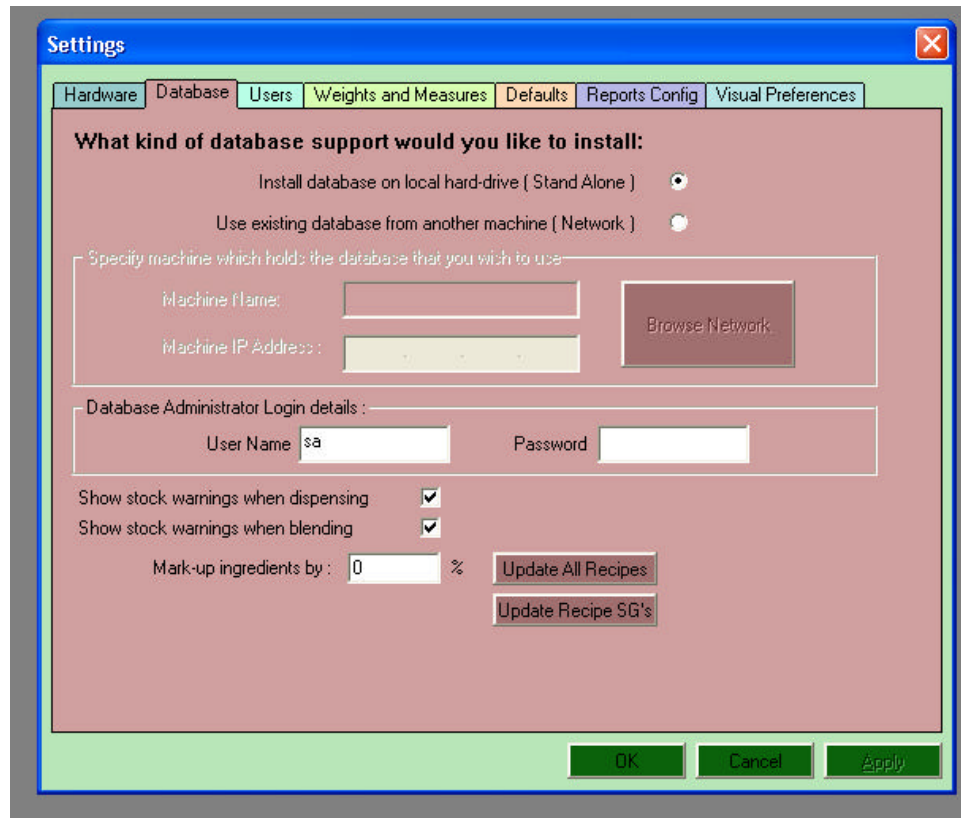 Settings
Hardware Database Users Weights and Measures Defaults Reports Config Visual Preferences
What kind of database support would you like to install:
Install database on local hard-drive ( Stand Alone )
Use existing database from another machine ( Network )
Specify machine which holds the database that you wish to use
Machine Name:
Browse Network
Machine IP Address :
Database Administrator Login details :
User Name sa Password
Show stock warnings when dispensing
Show stock warnings when blending
Mark-up ingredients by : 0 % Update All Recipes
Update Recipe SG's
OK Cancel Apply